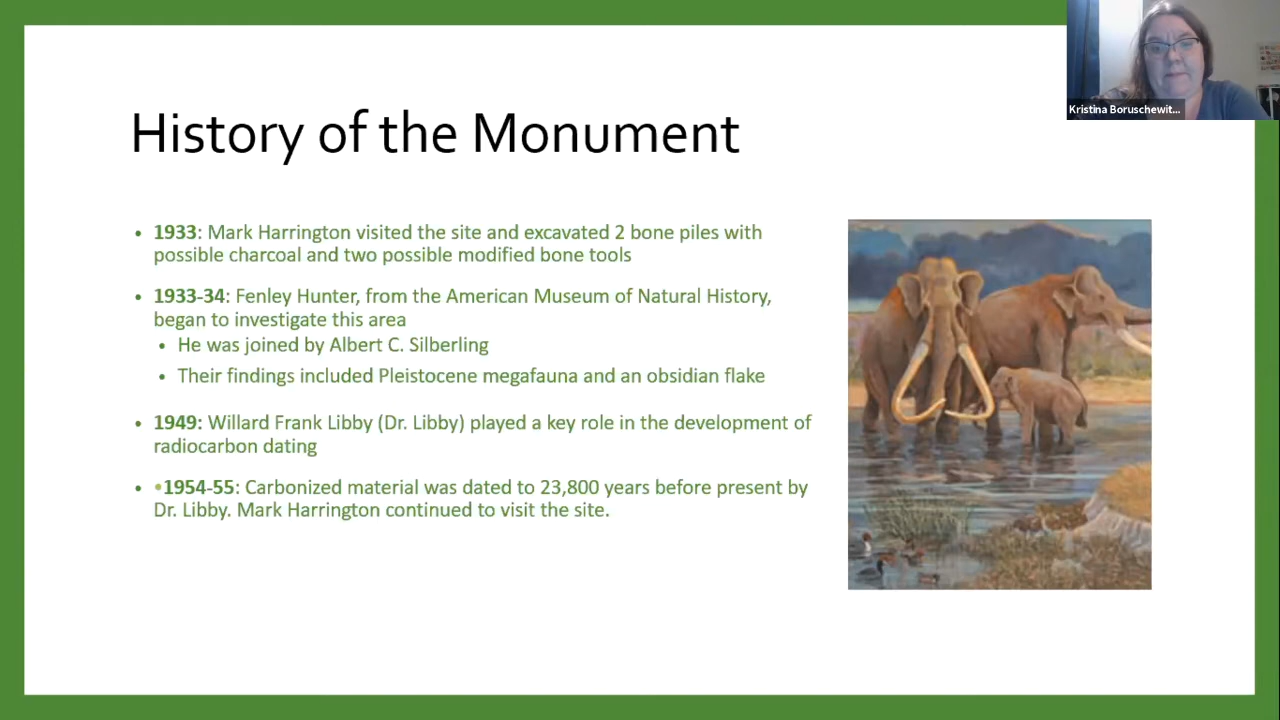 Kristina Boruschewit...
History of the Monument
• 1933: Mark Harrington visited the site and excavated 2 bone piles with
possible charcoal and two possible modified bone tools
• 1933-34: Fenley Hunter, from the American Museum of Natural History,
began to investigate this area
• He was joined by Albert C. Silberling
• Their findings included Pleistocene megafauna and an obsidian flake
• 1949: Willard Frank Libby (Dr. Libby) played a key role in the development of
radiocarbon dating
• •1954-55: Carbonized material was dated to 23,800 years before present by
Dr. Libby. Mark Harrington continued to visit the site.